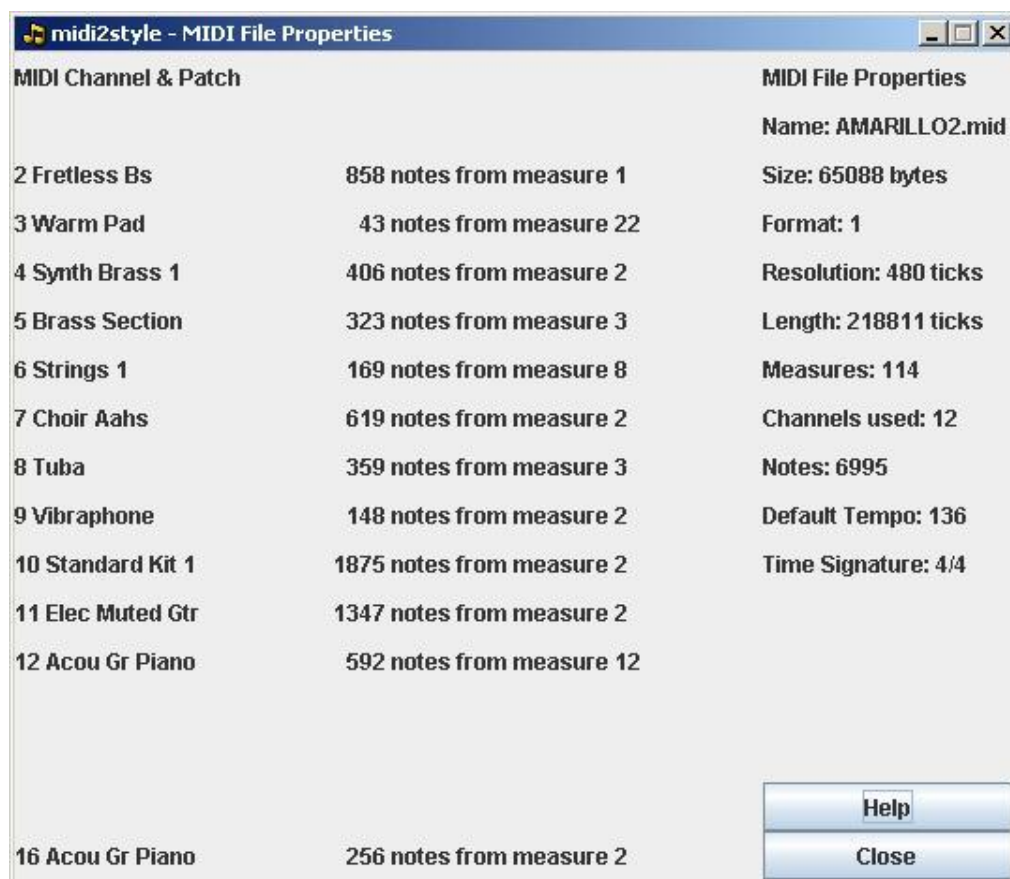 midi2style - MIDI File Properties
MIDI Channel & Patch
MIDI File Properties
Name: AMARILLO2.mid
2 Fretless Bs 858 notes from measure 1
Size: 65088 bytes
3 Warm Pad 43 notes from measure 22
Format: 1
4 Synth Brass 1 406 notes from measure 2
Resolution: 480 ticks
5 Brass Section 323 notes from measure 3
Length: 218811 ticks
6 Strings 1 169 notes from measure 8
Measures: 114
7 Choir Aahs 619 notes from measure 2
Channels used: 12
8 Tuba 359 notes from measure 3
Notes: 6995
9 Vibraphone 148 notes from measure 2
Default Tempo: 136
10 Standard Kit 1 1875 notes from measure 2
Time Signature: 4/4
11 Elec Muted Gtr 1347 notes from measure 2
12 Acou Gr Piano 592 notes from measure 12
Help
16 Acou Gr Piano 256 notes from measure 2
Close